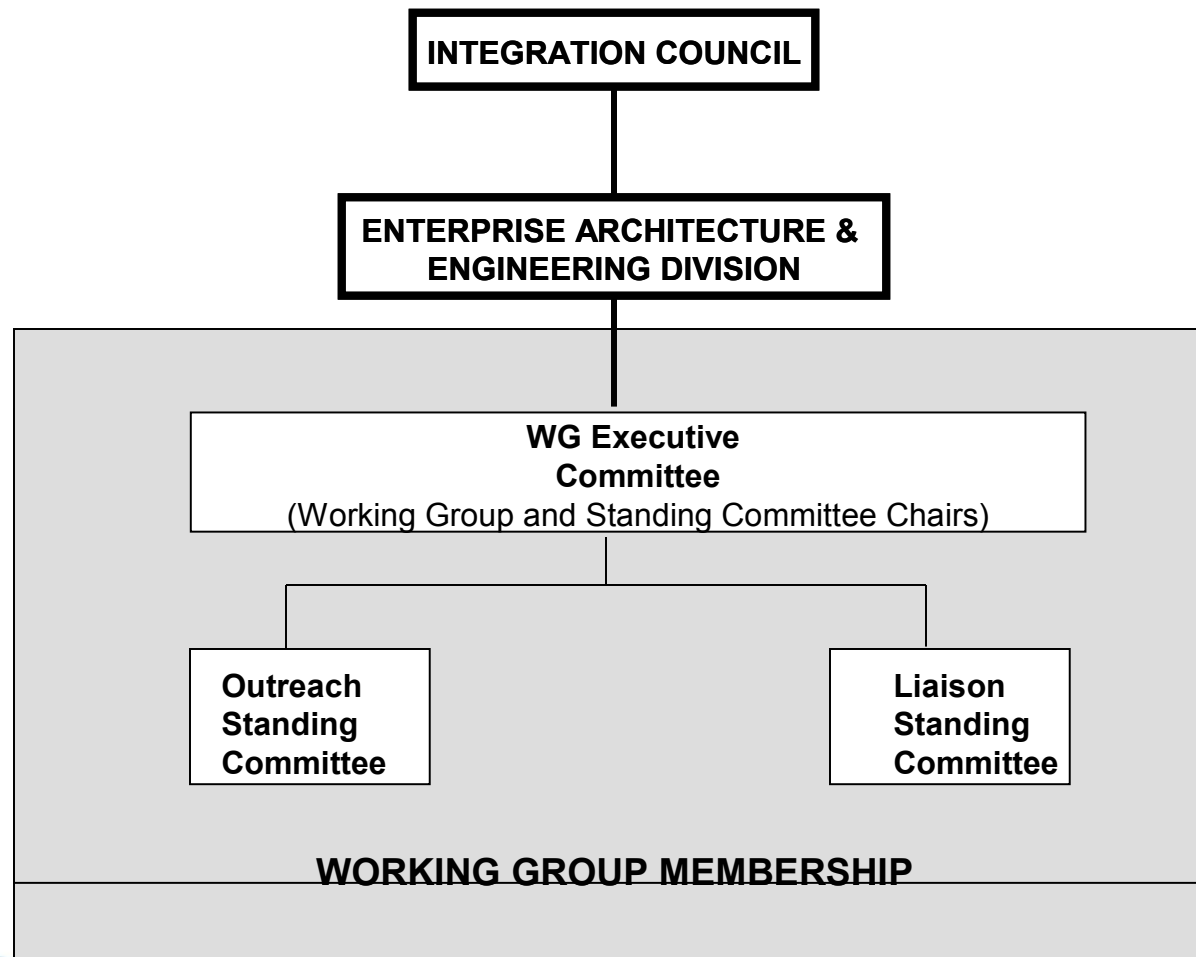 INTEGRATION COUNCIL
ENTERPRISE ARCHITECTURE &
ENGINEERING DIVISION
WG Executive
Committee
(Working Group and Standing Committee Chairs)
Outreach
Standing
Committee
Liaison
Standing
Committee
WORKING GROUP MEMBERSHIP